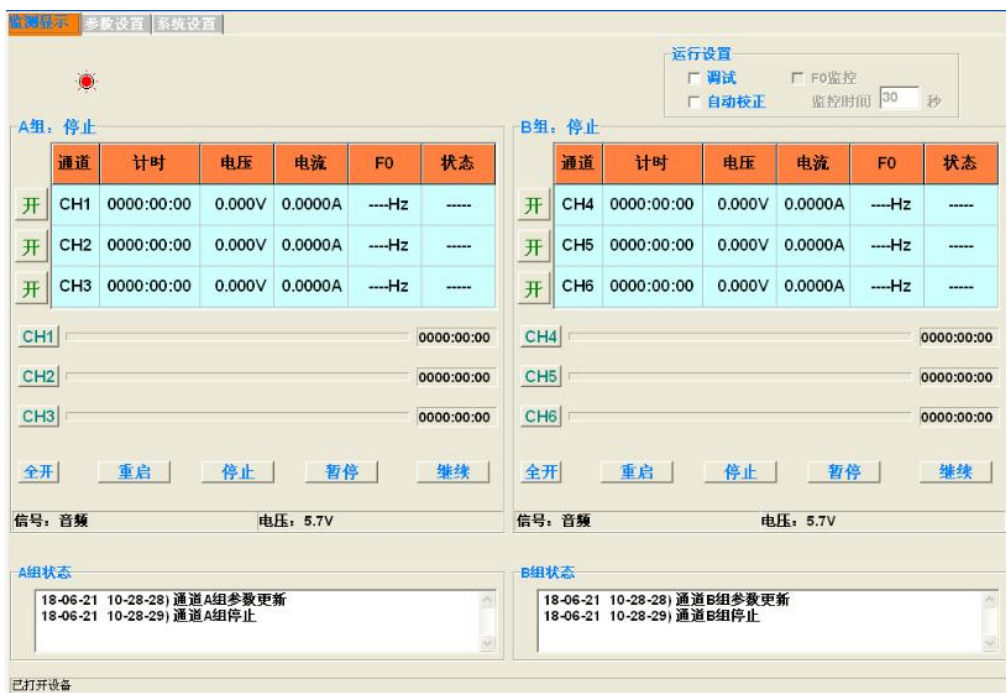 监测显示 参数设置 系统设置
运行设置
调试 F0监控
自动校正 监控时间 30 秒
A组：停止
通道 计时 电压 电流 F0 状态
开 CH1 0000:00:00 0.000V 0.0000A ----Hz -----
开 CH2 0000:00:00 0.000V 0.0000A ----Hz -----
开 CH3 0000:00:00 0.000V 0.0000A ----Hz -----
CH1 0000:00:00
CH2 0000:00:00
CH3 0000:00:00
全开 重启 停止 暂停 继续
信号：音频 电压：5.7V
B组：停止
通道 计时 电压 电流 F0 状态
开 CH4 0000:00:00 0.000V 0.0000A ----Hz -----
开 CH5 0000:00:00 0.000V 0.0000A ----Hz -----
开 CH6 0000:00:00 0.000V 0.0000A ----Hz -----
CH4 0000:00:00
CH5 0000:00:00
CH6 0000:00:00
全开 重启 停止 暂停 继续
信号：音频 电压：5.7V
A组状态
18-06-21 10-28-28) 通道A组参数更新
18-06-21 10-28-29) 通道A组停止
B组状态
18-06-21 10-28-28) 通道B组参数更新
18-06-21 10-28-29) 通道B组停止
已打开设备